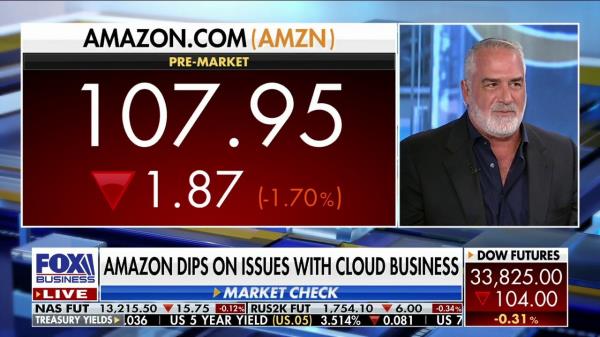 AMAZON.COM (AMZN)
PRE-MARKET
107.95
1.87 (-1.70%)
FOX
BUSINESS
LIVE
AMAZON DIPS ON ISSUES WITH CLOUD BUSINESS
MARKET CHECK
DOW FUTURES
33,825.00
104.00
-0.31%
NAS FUT 13,215.50 15.75 -0.12% RUS2K FUT 1,754.10 6.00 -0.34%
TREASURY YIELDS .036 US 5 YEAR YIELD (US.05) 3.514% 0.081 US 7